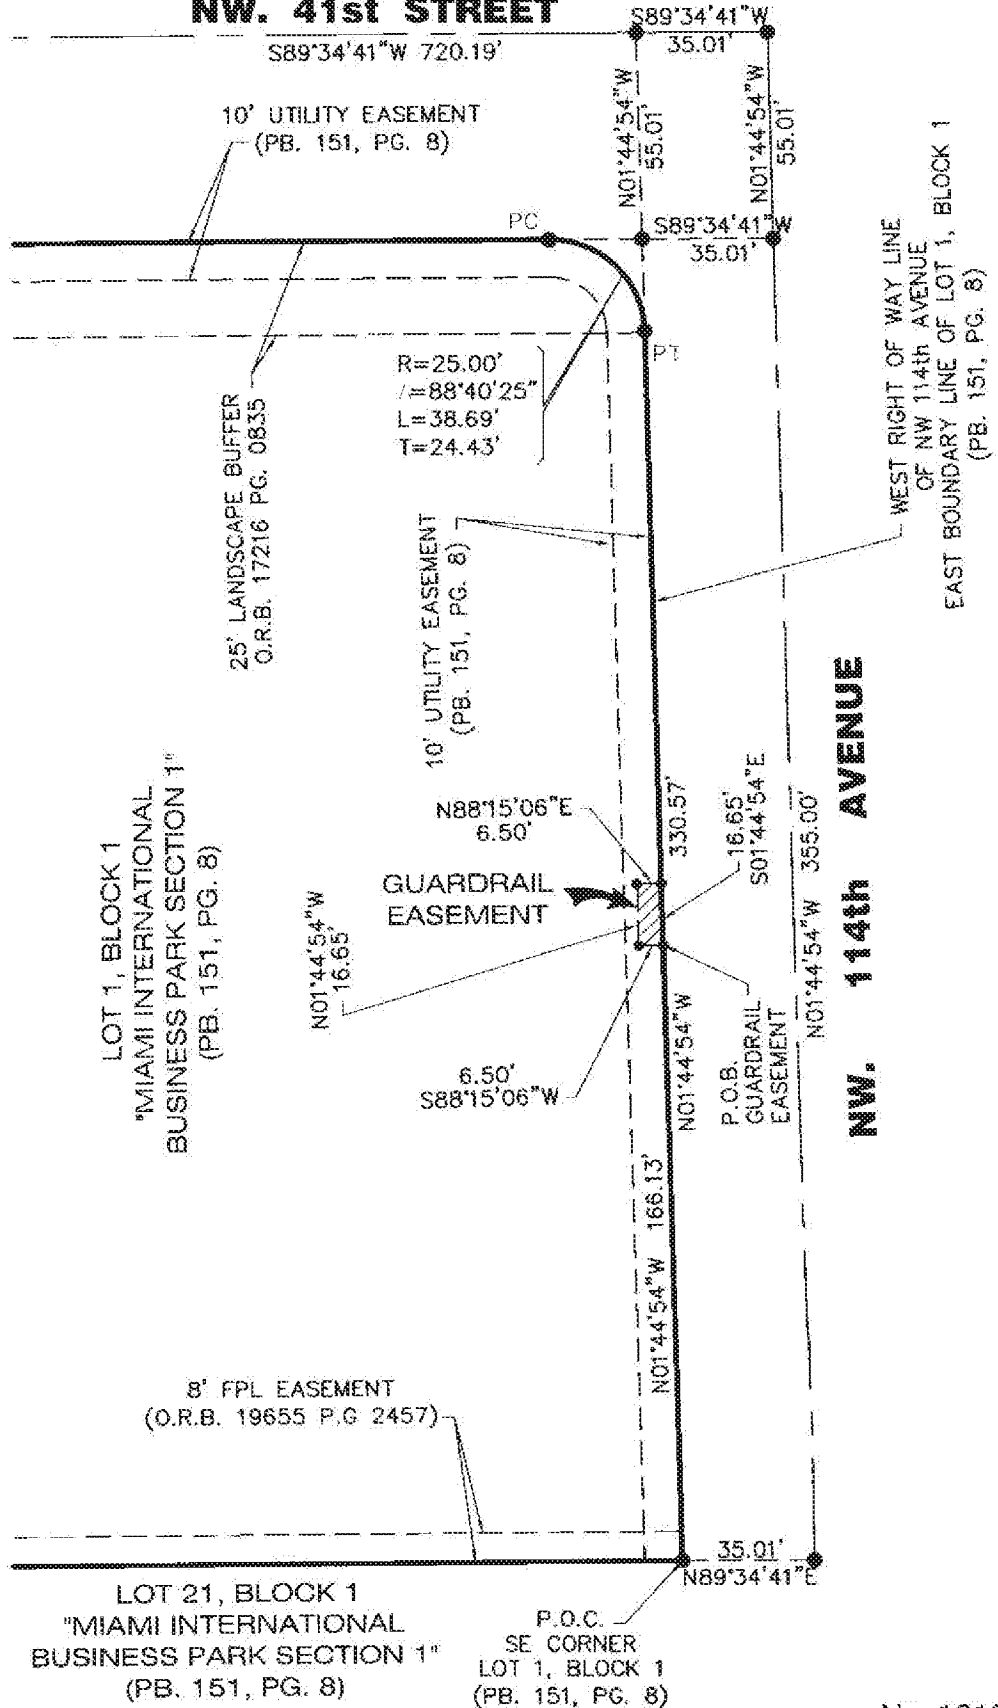 NW. 41st STREET
S89°34'41"W 720.19'
S89°34'41"W
35.01'
10' UTILITY EASEMENT
(PB. 151, PG. 8)
N01°44'54"W
55.01'
N01°44'54"W
55.01'
PC
S89°34'41"W
35.01'
PT
R=25.00'
/=88°40'25"
L=38.69'
T=24.43'
25' LANDSCAPE BUFFER
O.R.B. 17216 PG. 0835
WEST RIGHT OF WAY LINE
OF NW 114th AVENUE
EAST BOUNDARY LINE OF LOT 1, BLOCK 1
(PB. 151, PG. 8)
10' UTILITY EASEMENT
(PB. 151, PG. 8)
LOT 1, BLOCK 1
"MIAMI INTERNATIONAL
BUSINESS PARK SECTION 1"
(PB. 151, PG. 8)
N88°15'06"E
6.50'
330.57'
16.65'
S01°44'54"E
GUARDRAIL
EASEMENT
N01°44'54"W
16.65'
N01°44'54"W 355.00'
NW. 114th AVENUE
6.50'
S88°15'06"W
N01°44'54"W
P.O.B.
GUARDRAIL
EASEMENT
N01°44'54"W 166.13'
8' FPL EASEMENT
(O.R.B. 19655 P.G 2457)
35.01'
N89°34'41"E
LOT 21, BLOCK 1
"MIAMI INTERNATIONAL
BUSINESS PARK SECTION 1"
(PB. 151, PG. 8)
P.O.C.
SE CORNER
LOT 1, BLOCK 1
(PB. 151, PG. 8)